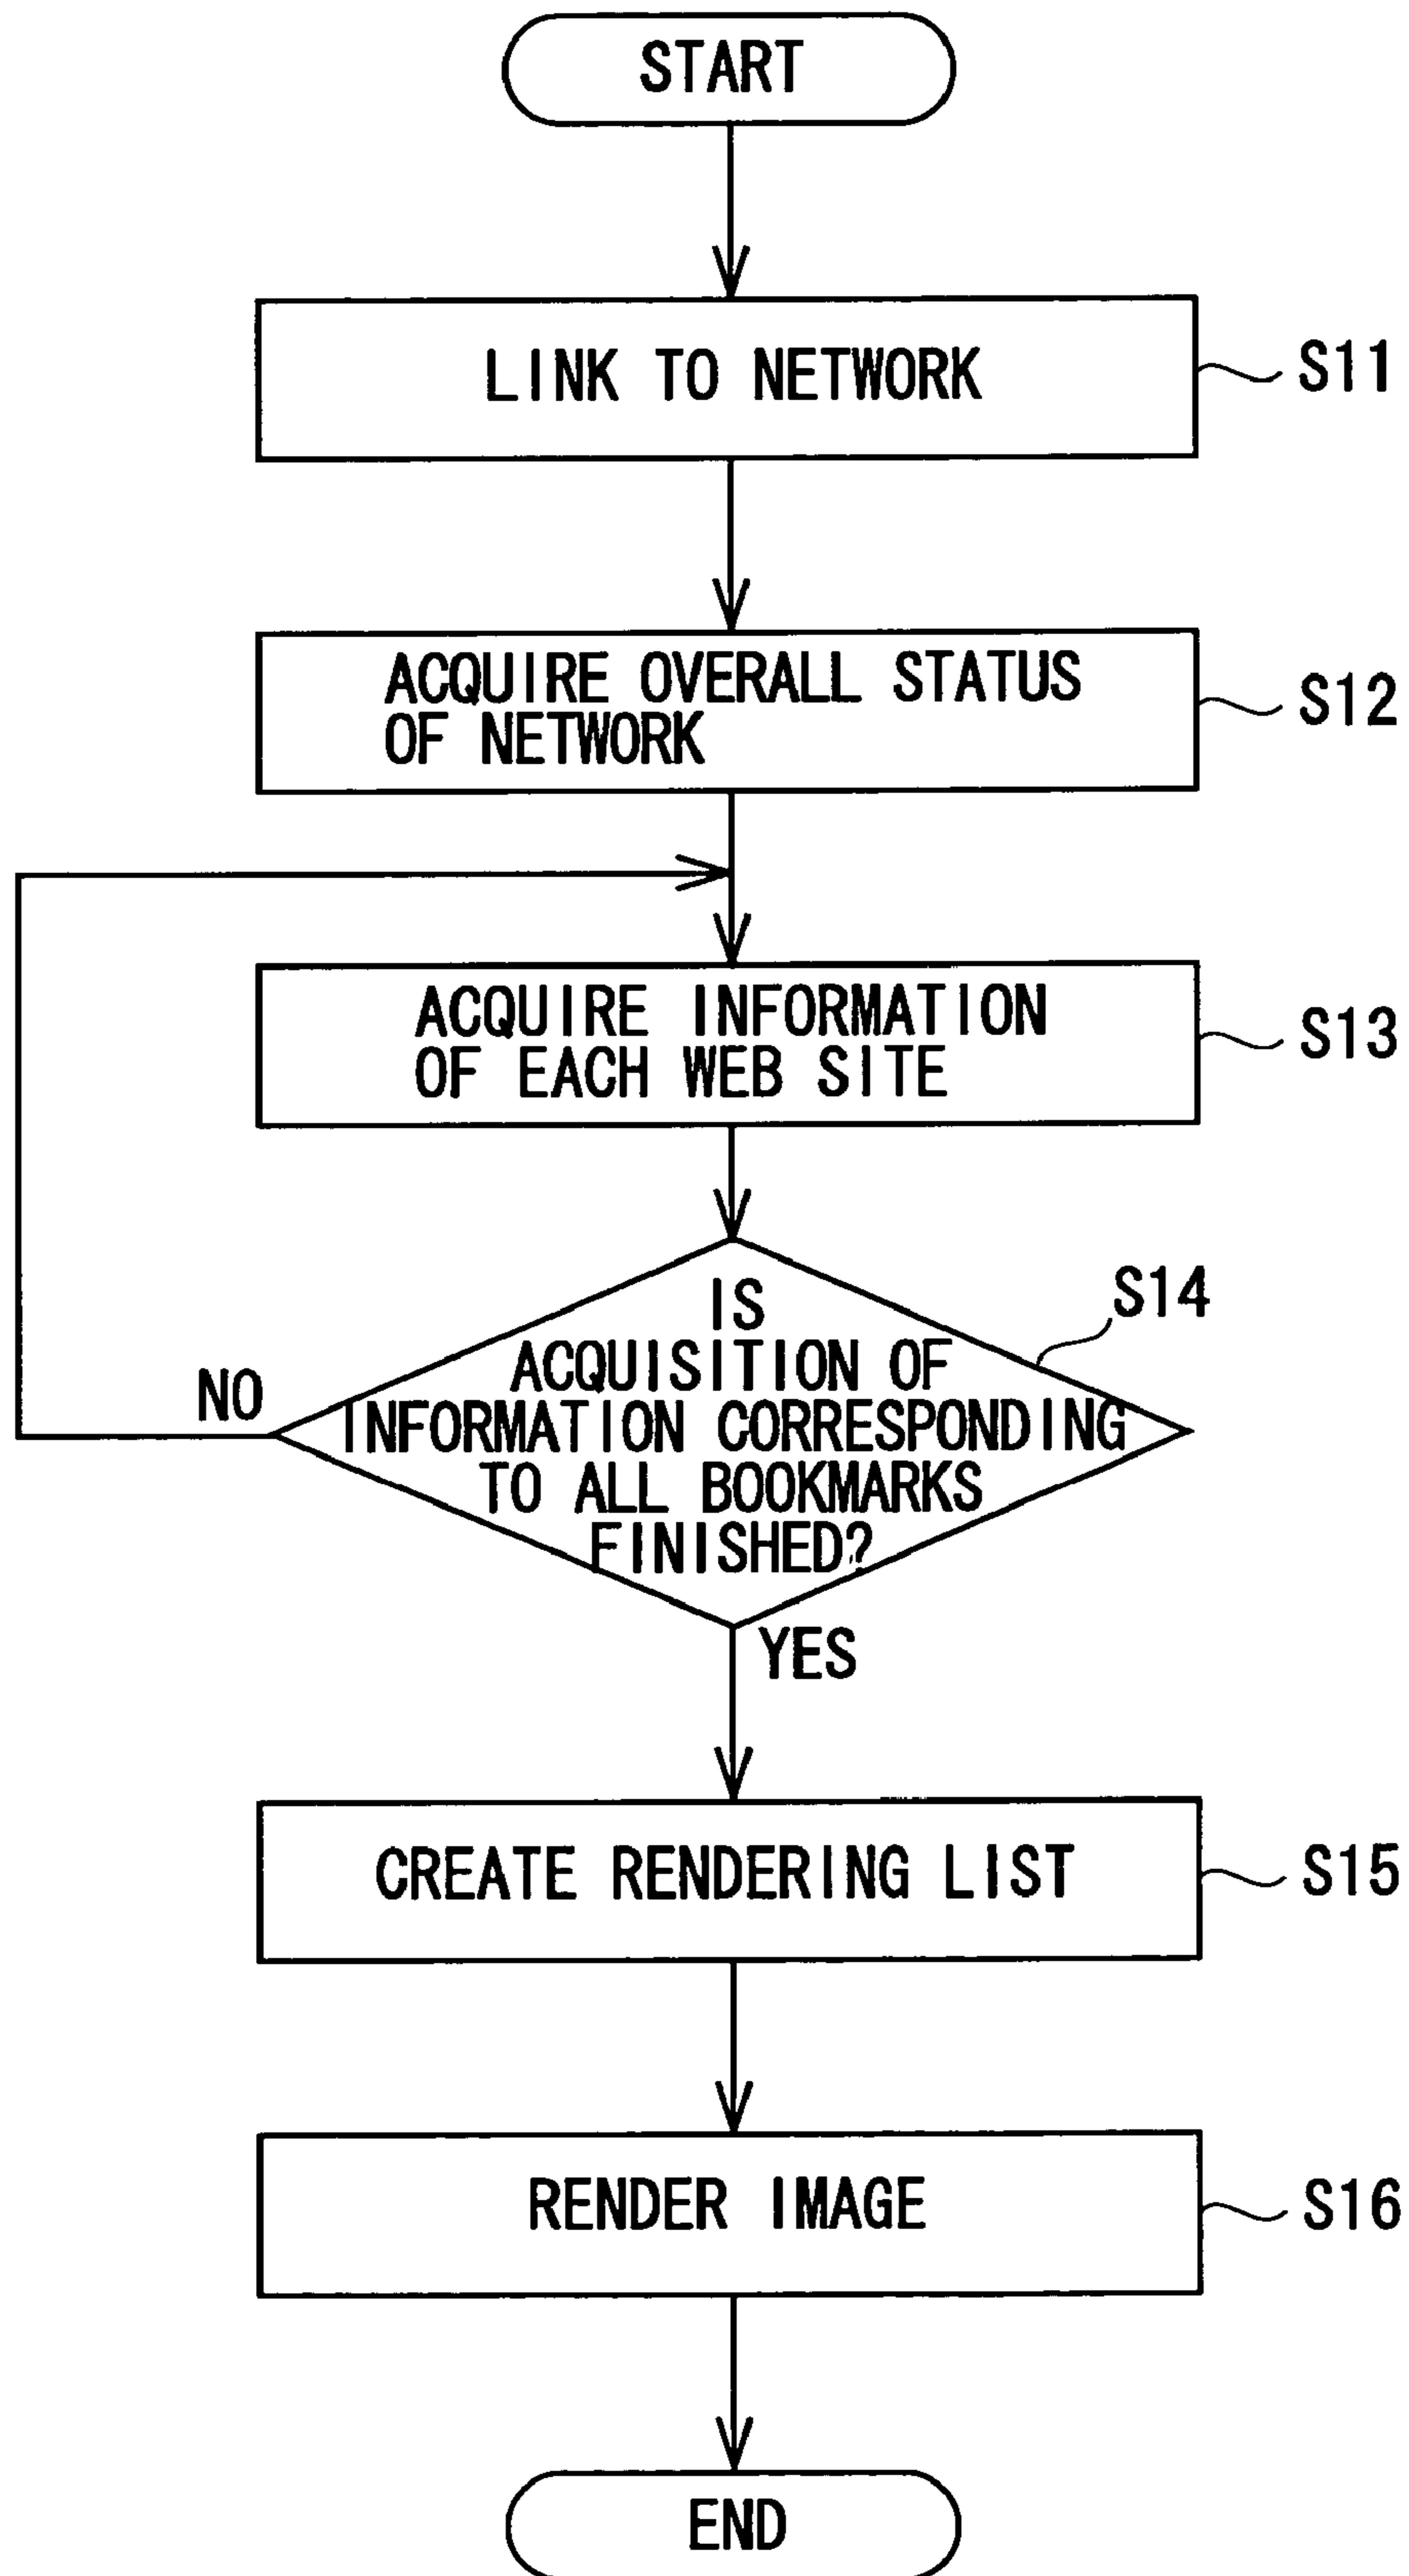 START
LINK TO NETWORK
S11
ACQUIRE OVERALL STATUS
OF NETWORK
S12
ACQUIRE INFORMATION
OF EACH WEB SITE
S13
IS
ACQUISITION OF
INFORMATION CORRESPONDING
TO ALL BOOKMARKS
FINISHED?
S14
NO
YES
CREATE RENDERING LIST
S15
RENDER IMAGE
S16
END